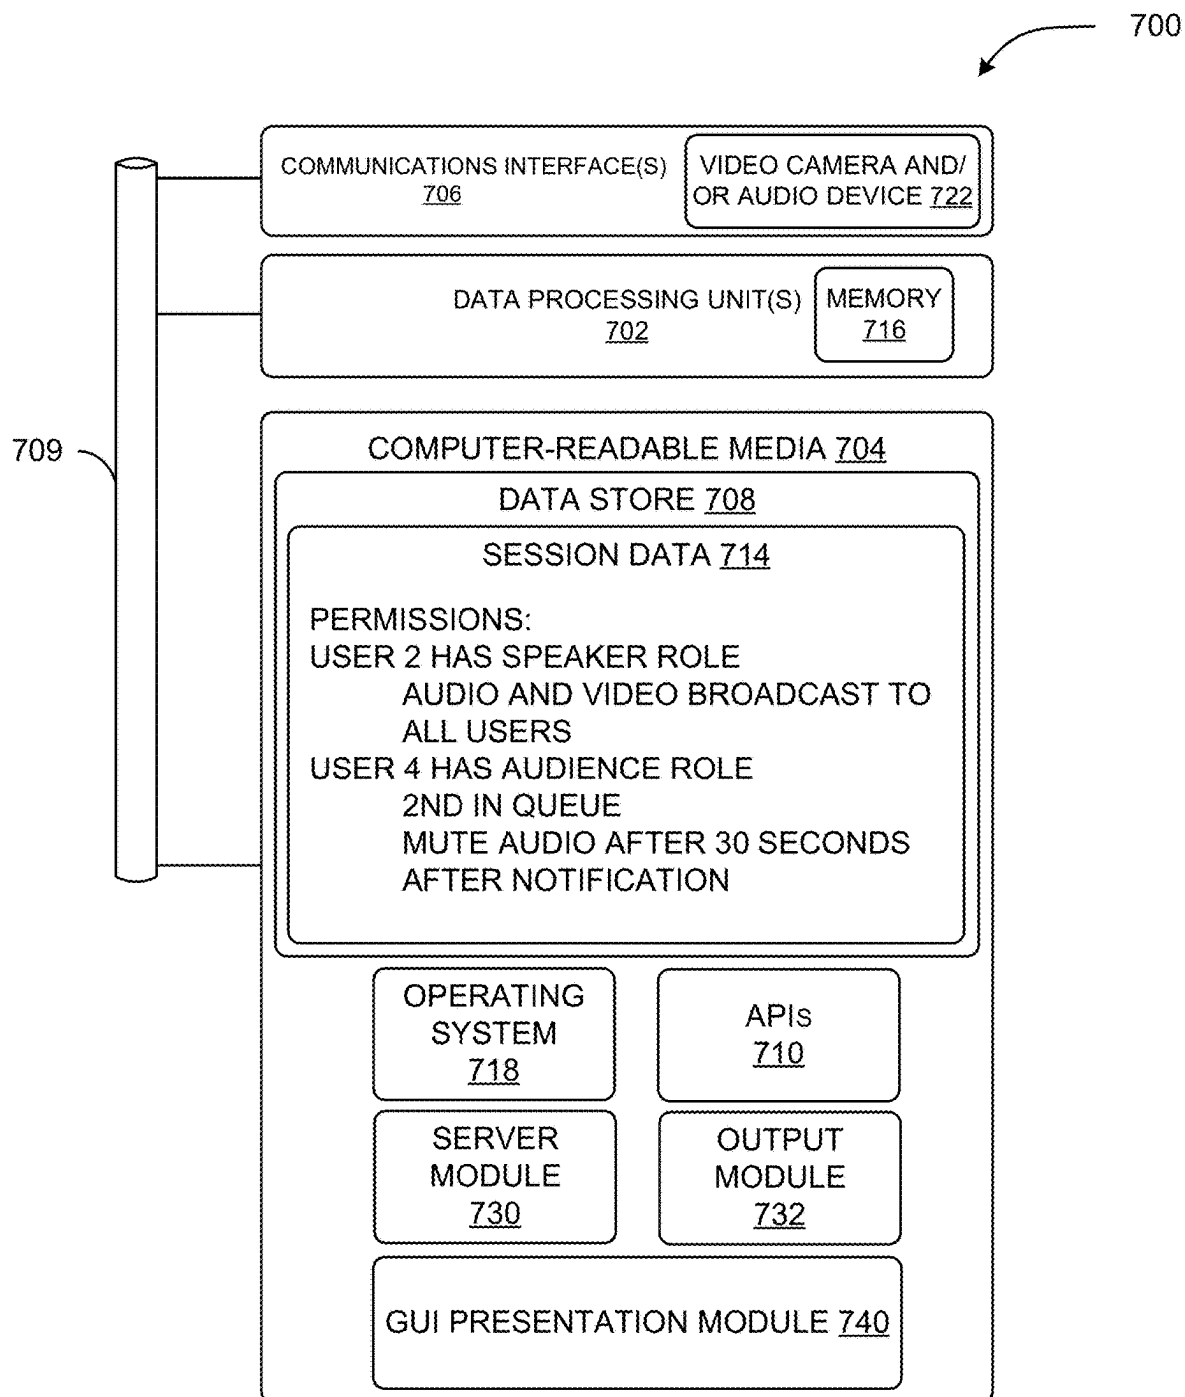 700
COMMUNICATIONS INTERFACE(S)
706
VIDEO CAMERA AND/
OR AUDIO DEVICE 722
DATA PROCESSING UNIT(S)
702
MEMORY
716
709
COMPUTER-READABLE MEDIA 704
DATA STORE 708
SESSION DATA 714
PERMISSIONS:
USER 2 HAS SPEAKER ROLE
AUDIO AND VIDEO BROADCAST TO
ALL USERS
USER 4 HAS AUDIENCE ROLE
2ND IN QUEUE
MUTE AUDIO AFTER 30 SECONDS
AFTER NOTIFICATION
OPERATING
SYSTEM
718
APIs
710
SERVER
MODULE
730
OUTPUT
MODULE
732
GUI PRESENTATION MODULE 740